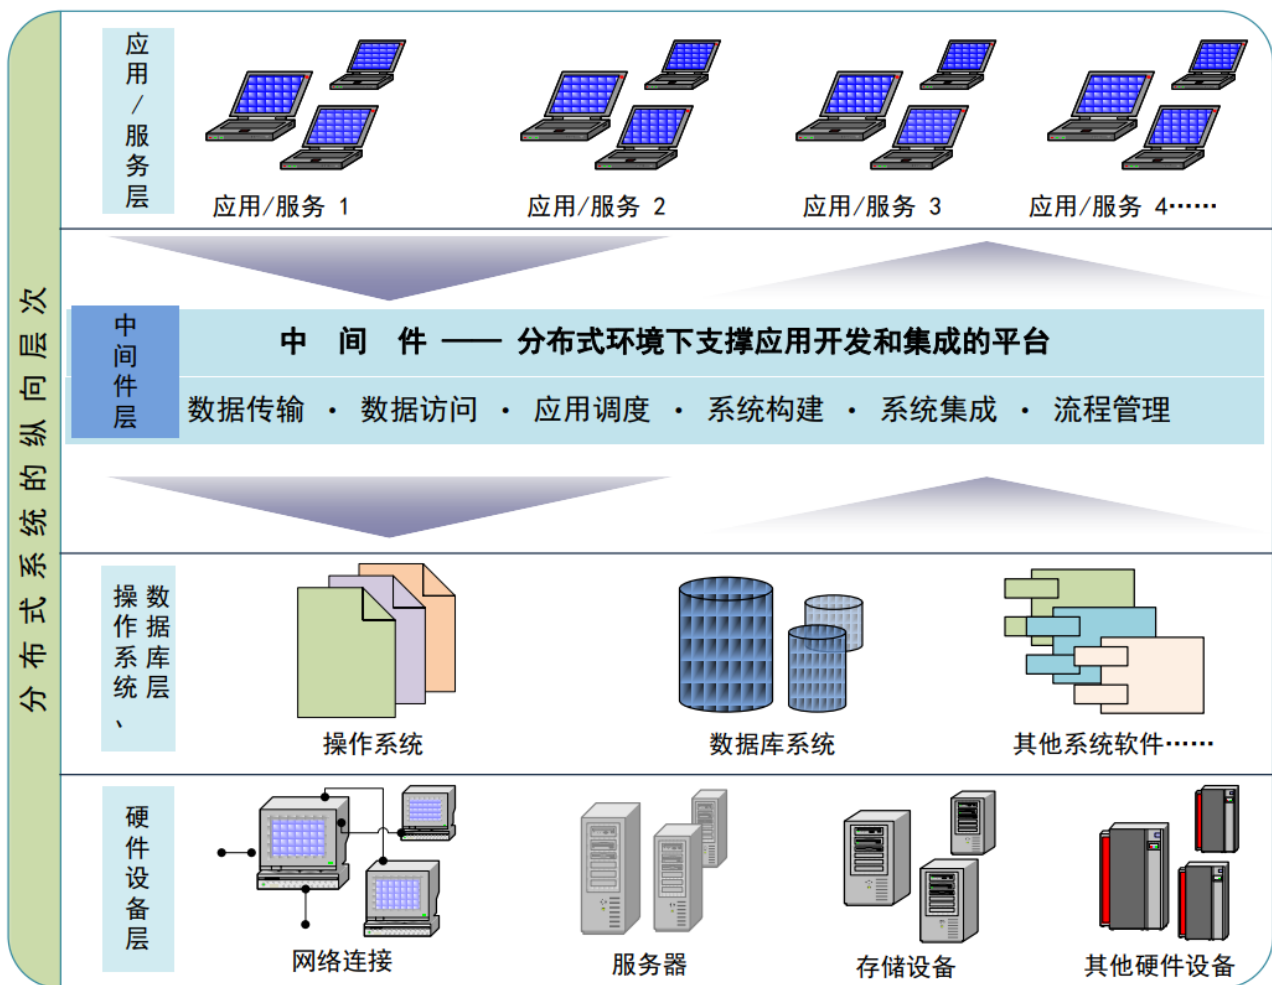 分布式系统的纵向层次
应用/服务层
应用/服务 1
应用/服务 2
应用/服务 3
应用/服务 4……
中间件层
中 间 件 —— 分布式环境下支撑应用开发和集成的平台
数据传输 · 数据访问 · 应用调度 · 系统构建 · 系统集成 · 流程管理
操作系统、
数据库层
操作系统
数据库系统
其他系统软件……
硬件设备层
网络连接
服务器
存储设备
其他硬件设备